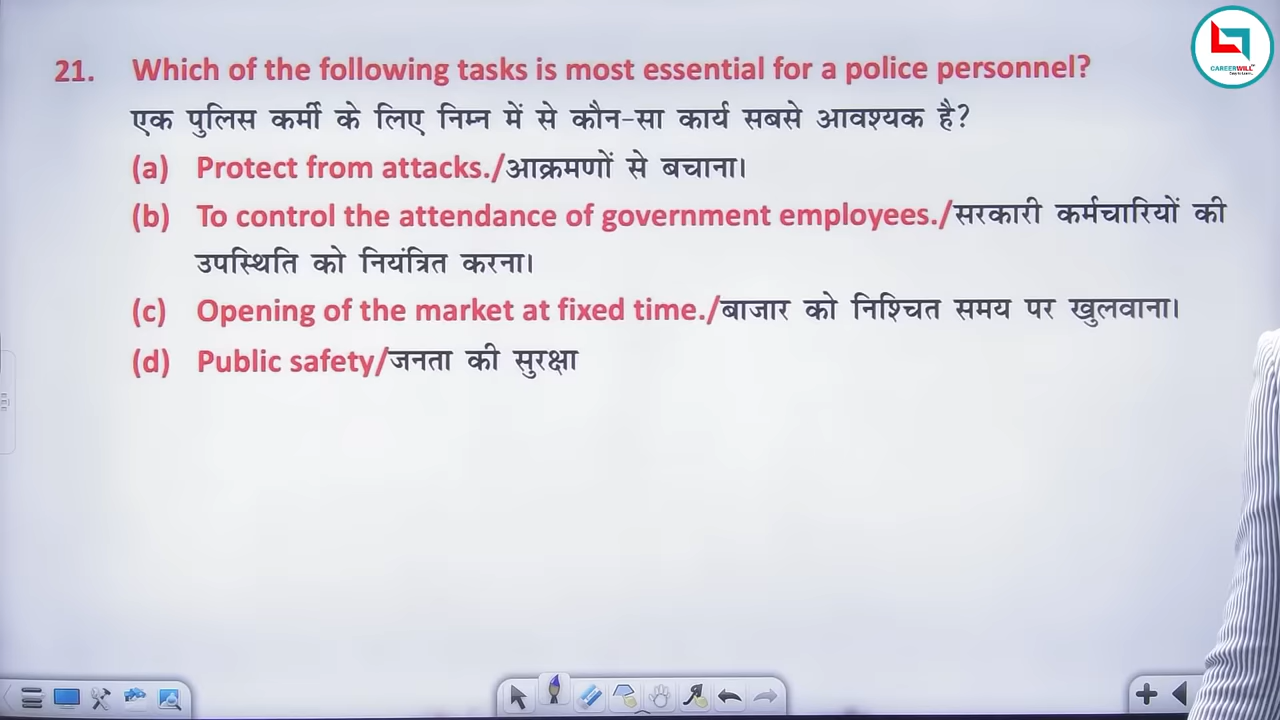 21. Which of the following tasks is most essential for a police personnel?
एक पुलिस कर्मी के लिए निम्न में से कौन-सा कार्य सबसे आवश्यक है?
(a) Protect from attacks./आक्रमणों से बचाना।
(b) To control the attendance of government employees./सरकारी कर्मचारियों की
उपस्थिति को नियंत्रित करना।
(c) Opening of the market at fixed time./बाजार को निश्चित समय पर खुलवाना।
(d) Public safety/जनता की सुरक्षा
CAREERWILL